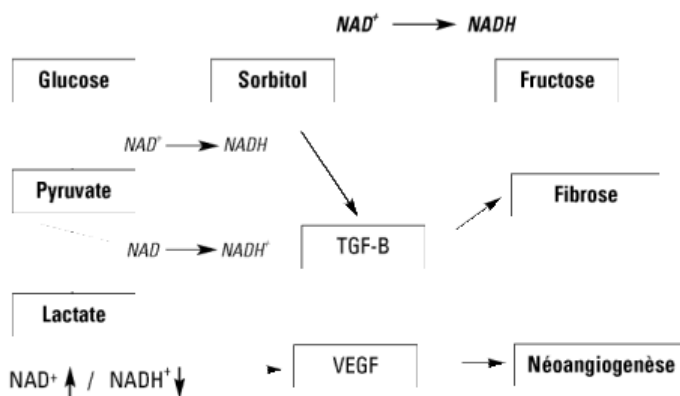 NAD+ → NADH
Glucose Sorbitol Fructose
NAD+ → NADH
Pyruvate Fibrose
NAD → NADH+ TGF-B
Lactate
NAD+ ↑ / NADH+ ↓ VEGF Néoangiogenèse